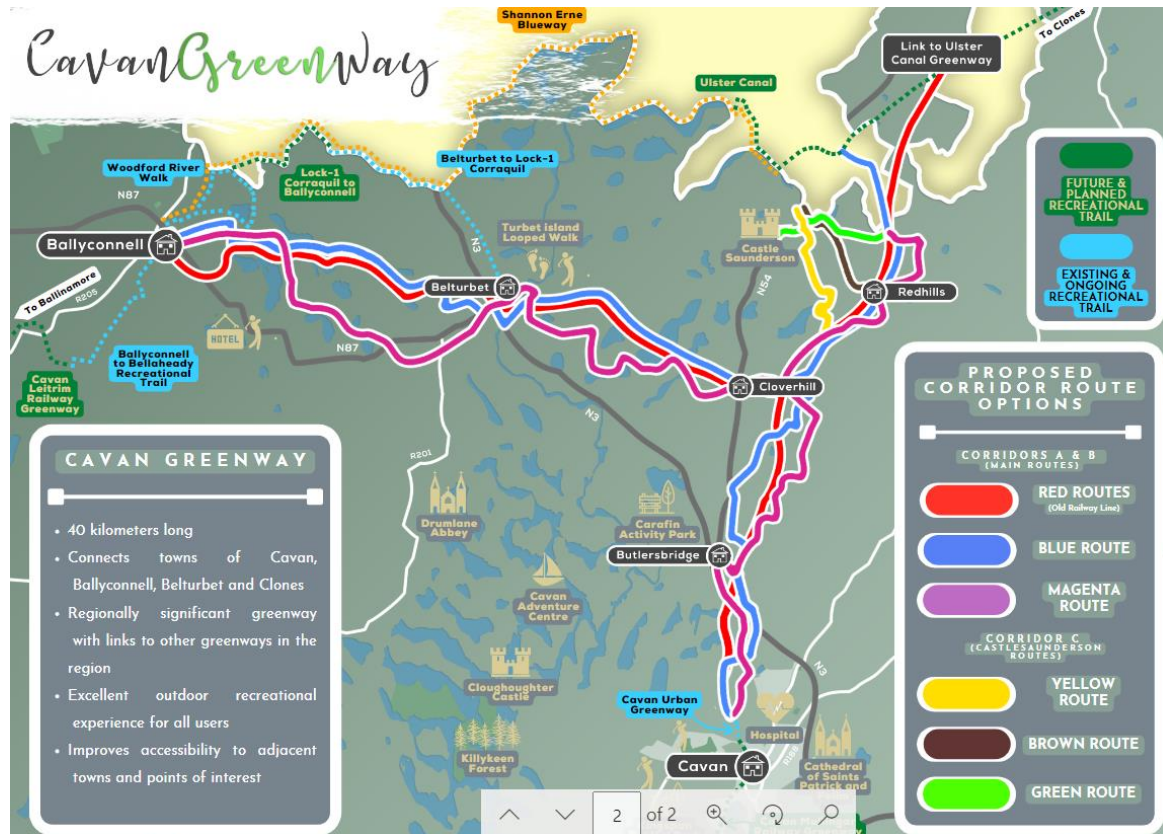 CavanGreenWay
Shannon Erne
Blueway
Link to Ulster
Canal Greenway
To Clones
Ulster Canal
Woodford River
Walk
Lock-1
Corraquil to
Ballyconnell
Belturbet to Lock-1
Corraquil
N87
Ballyconnell
To Ballinamore
R205
N3
Turbet island
Looped Walk
Belturbet
Castle
Saunderson
N54
Redhills
HOTEL
N87
Cavan
Leitrim
Railway
Greenway
Ballyconnell
to Bellaheady
Recreational
Trail
Cloverhill
N3
R201
Drumlane
Abbey
Carafin
Activity Park
Butlersbridge
Cavan
Adventure
Centre
Cloughoughter
Castle
Killykeen
Forest
Cavan Urban
Greenway
Hospital
N3
R188
Cavan
Cathedral
of Saints
Patrick and
FUTURE &
PLANNED
RECREATIONAL
TRAIL
EXISTING &
ONGOING
RECREATIONAL
TRAIL
PROPOSED
CORRIDOR ROUTE
OPTIONS
CORRIDORS A & B
(MAIN ROUTES)
RED ROUTES
(Old Railway Line)
BLUE ROUTE
MAGENTA
ROUTE
CORRIDOR C
(CASTLESAUNDERSON
ROUTES)
YELLOW
ROUTE
BROWN ROUTE
GREEN ROUTE
CAVAN GREENWAY
• 40 kilometers long
• Connects towns of Cavan,
Ballyconnell, Belturbet and Clones
• Regionally significant greenway
with links to other greenways in the
region
• Excellent outdoor recreational
experience for all users
• Improves accessibility to adjacent
towns and points of interest
2 of 2